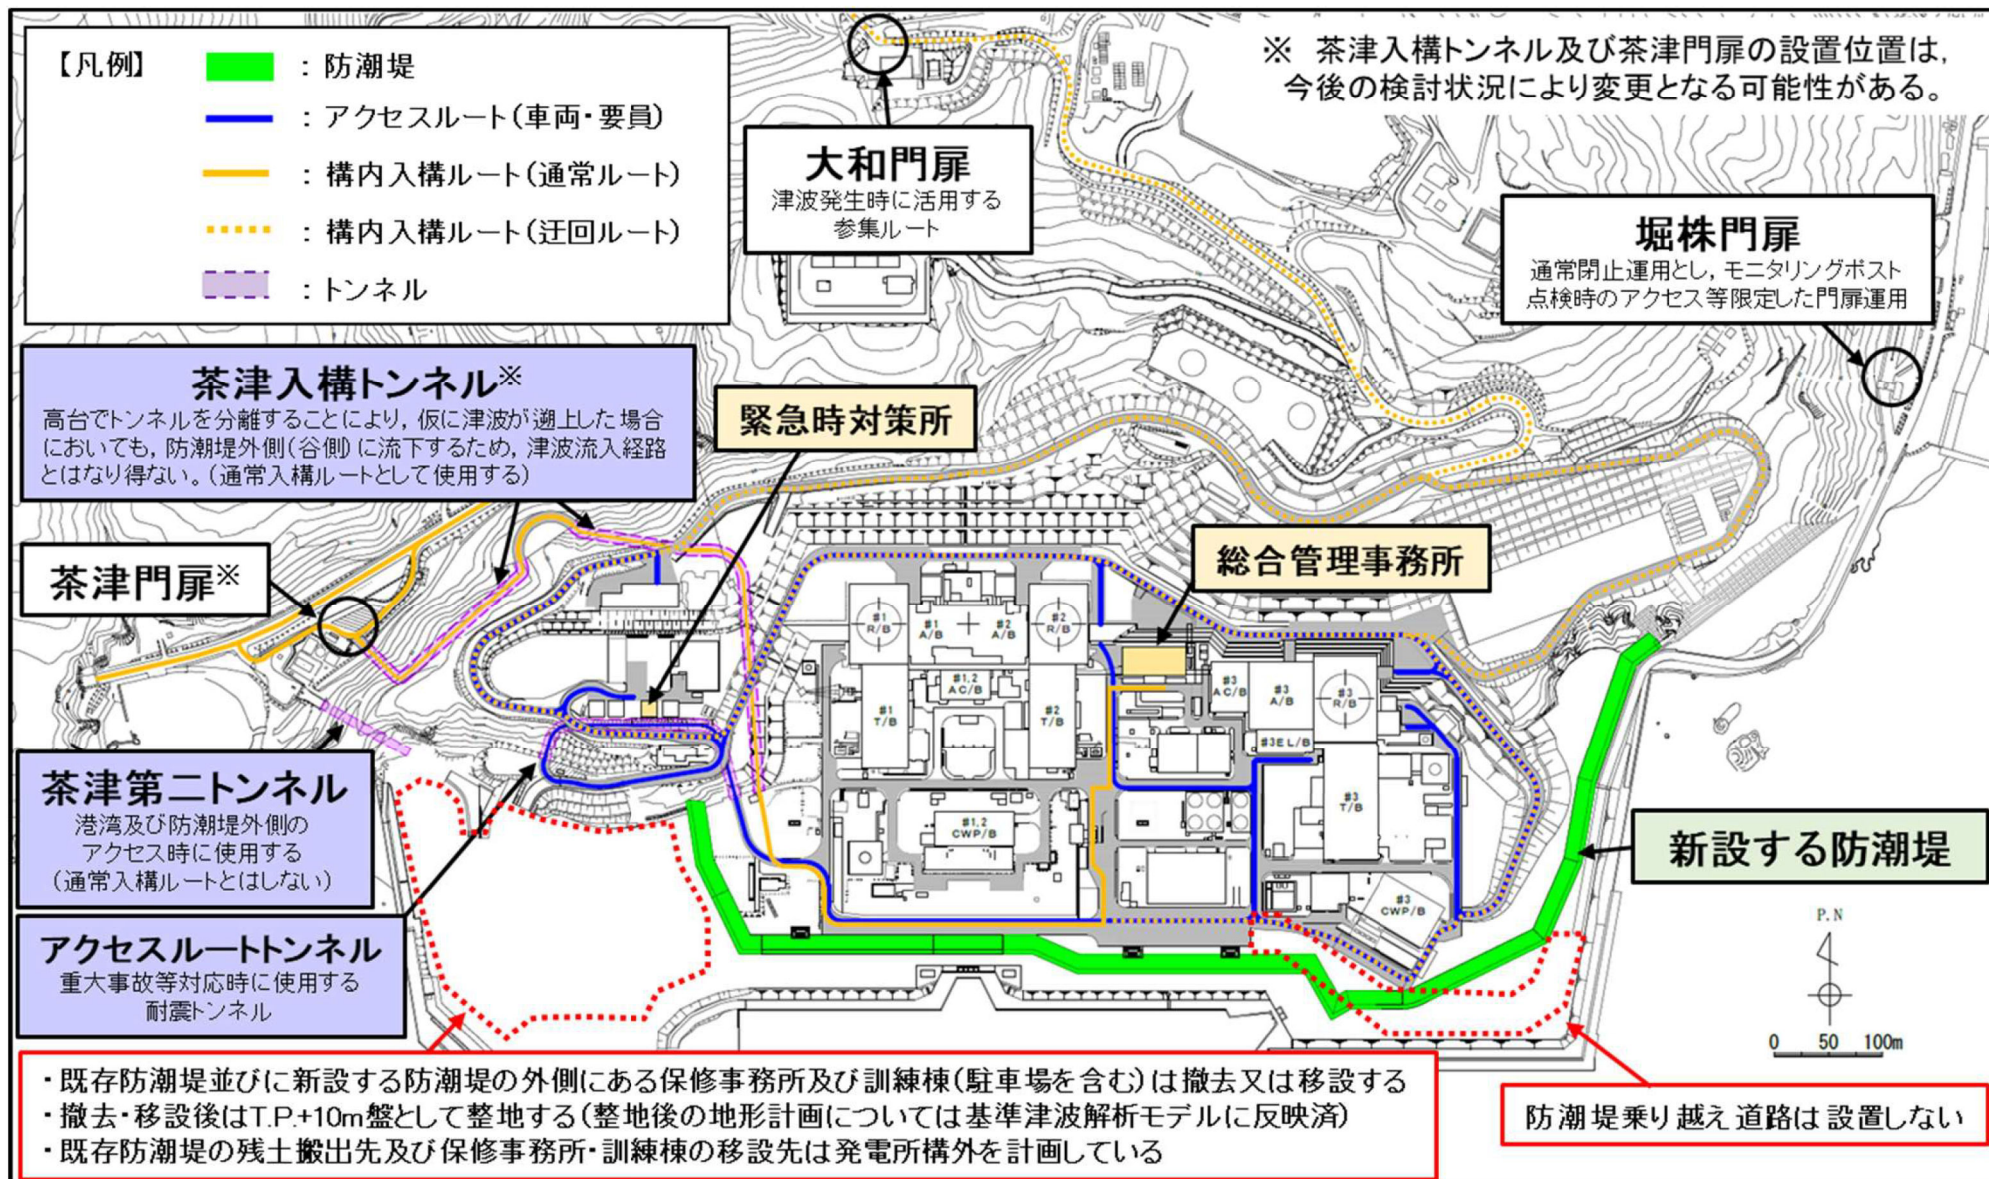 【凡例】
：防潮堤
：アクセスルート(車両・要員)
：構内入構ルート(通常ルート)
：構内入構ルート(迂回ルート)
：トンネル
※ 茶津入構トンネル及び茶津門扉の設置位置は，
今後の検討状況により変更となる可能性がある。
大和門扉
津波発生時に活用する
参集ルート
堀株門扉
通常閉止運用とし，モニタリングポスト
点検時のアクセス等限定した門扉運用
茶津入構トンネル※
高台でトンネルを分離することにより，仮に津波が遡上した場合
においても，防潮堤外側(谷側)に流下するため，津波流入経路
とはなり得ない。(通常入構ルートとして使用する)
緊急時対策所
総合管理事務所
茶津門扉※
#1
R/B
#1
A/B
#2
A/B
#2
R/B
#1,2
AC/B
#1
T/B
#2
T/B
#3
AC/B
#3
A/B
#3
R/B
#3EL/B
#3
T/B
#1,2
CWP/B
#3
CWP/B
茶津第二トンネル
港湾及び防潮堤外側の
アクセス時に使用する
(通常入構ルートとはしない)
アクセスルートトンネル
重大事故等対応時に使用する
耐震トンネル
新設する防潮堤
P.N
0 50 100m
・既存防潮堤並びに新設する防潮堤の外側にある保修事務所及び訓練棟(駐車場を含む)は撤去又は移設する
・撤去・移設後はT.P.+10m盤として整地する(整地後の地形計画については基準津波解析モデルに反映済)
・既存防潮堤の残土搬出先及び保修事務所・訓練棟の移設先は発電所構外を計画している
防潮堤乗り越え道路は設置しない